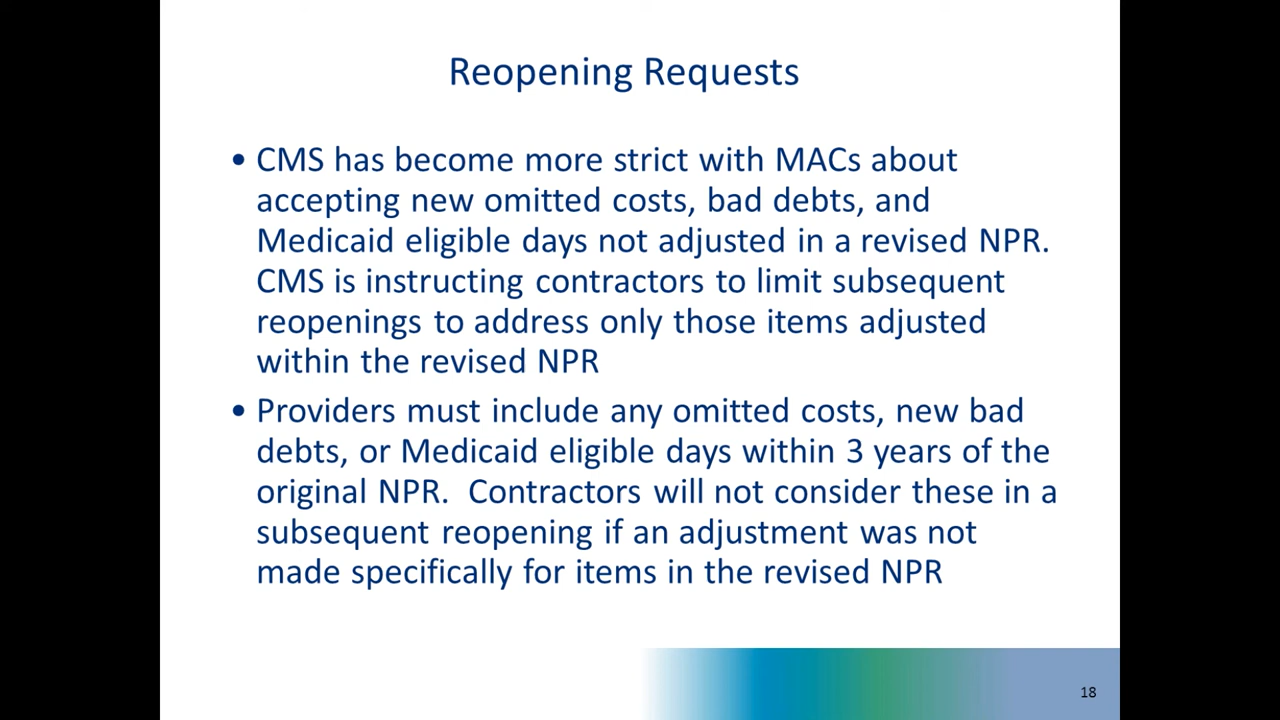 Reopening Requests
• CMS has become more strict with MACs about
accepting new omitted costs, bad debts, and
Medicaid eligible days not adjusted in a revised NPR.
CMS is instructing contractors to limit subsequent
reopenings to address only those items adjusted
within the revised NPR
• Providers must include any omitted costs, new bad
debts, or Medicaid eligible days within 3 years of the
original NPR.  Contractors will not consider these in a
subsequent reopening if an adjustment was not
made specifically for items in the revised NPR
18